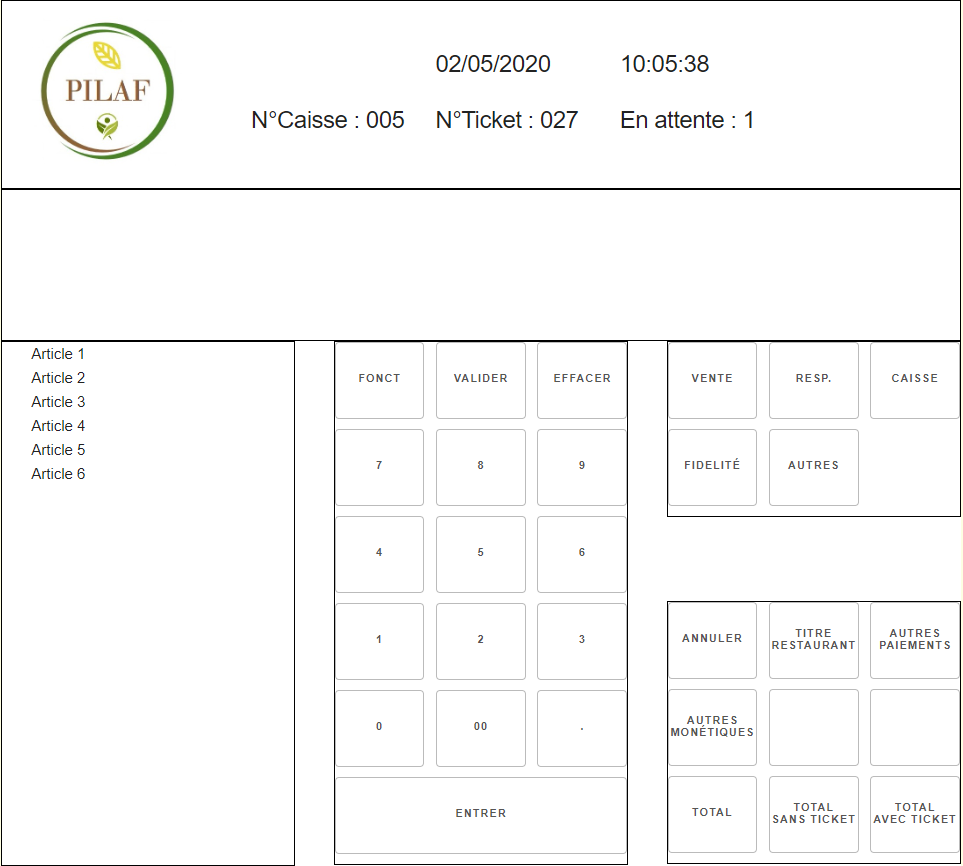 PILAF
02/05/2020 10:05:38
N°Caisse : 005 N°Ticket : 027 En attente : 1
Article 1
Article 2
Article 3
Article 4
Article 5
Article 6
FONCT VALIDER EFFACER
7 8 9
4 5 6
1 2 3
0 00 .
ENTRER
VENTE RESP. CAISSE
FIDELITÉ AUTRES
ANNULER
TITRE
RESTAURANT
AUTRES
PAIEMENTS
AUTRES
MONÉTIQUES
TOTAL
TOTAL
SANS TICKET
TOTAL
AVEC TICKET